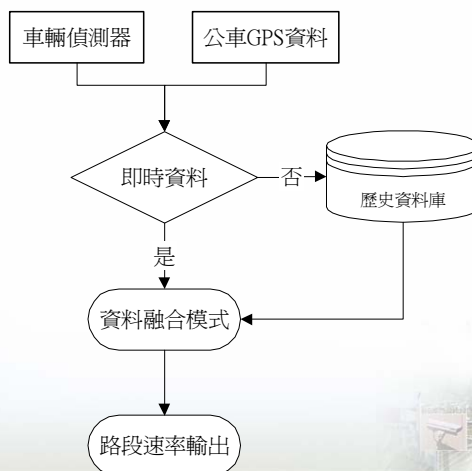 車輛偵測器
公車GPS資料
即時資料
否
歷史資料庫
是
資料融合模式
路段速率輸出